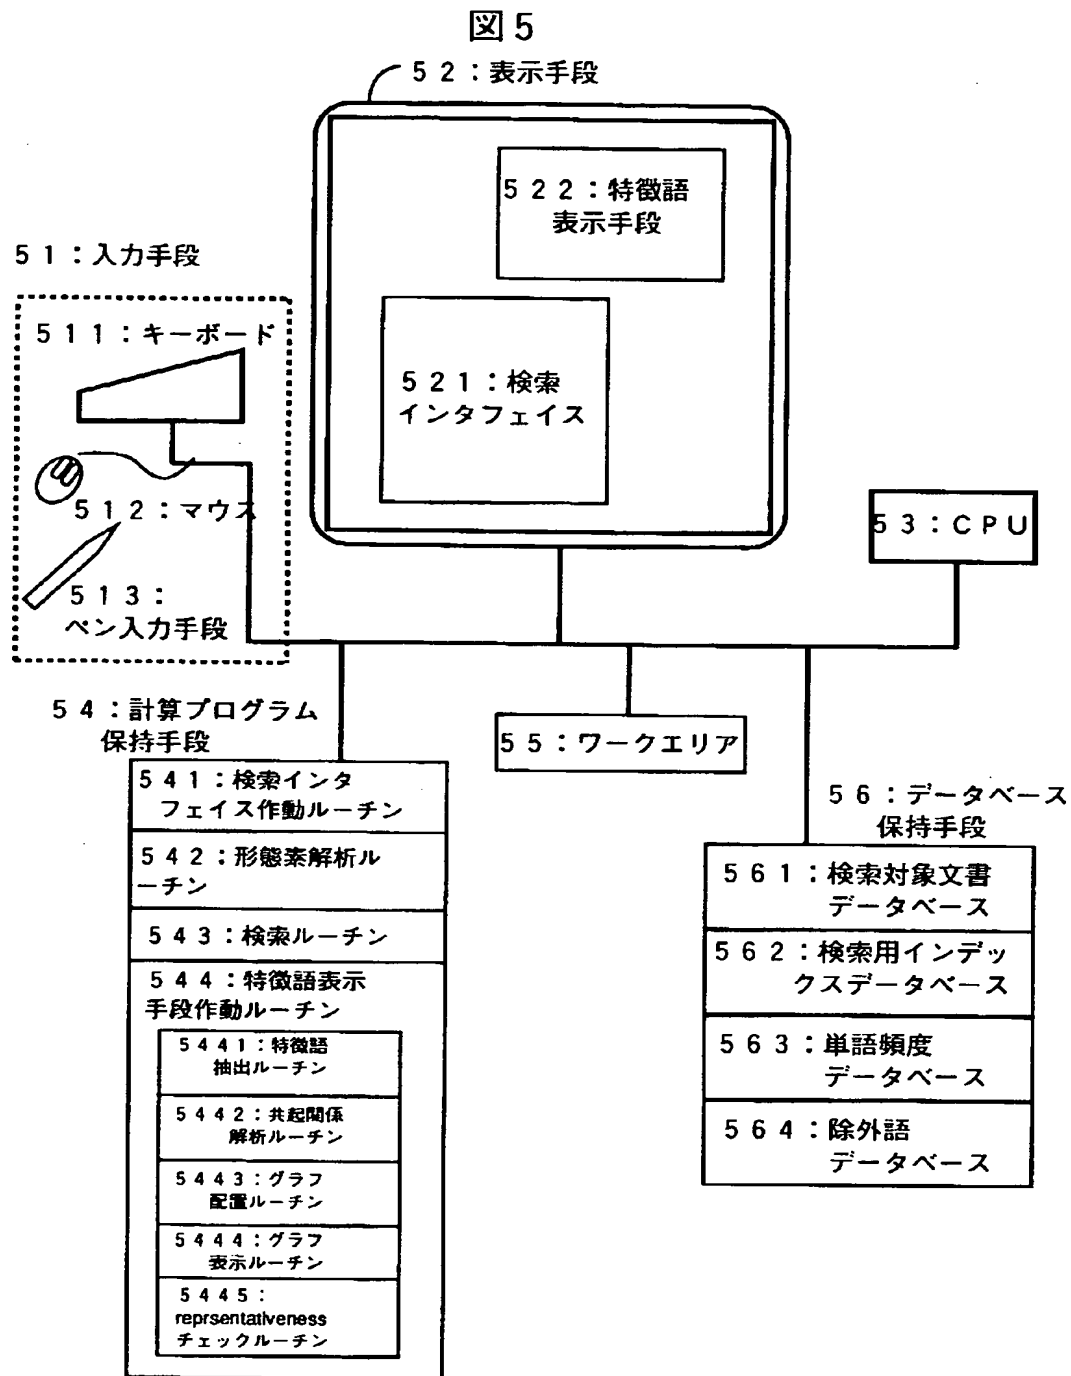 図5
52:表示手段
522:特徴語
表示手段
51:入力手段
511:キーボード
521:検索
インタフェイス
512:マウス
53:CPU
513:
ペン入力手段
54:計算プログラム
保持手段
55:ワークエリア
541:検索インタ
フェイス作動ルーチン
542:形態素解析ル
ーチン
543:検索ルーチン
544:特徴語表示
手段作動ルーチン
5441:特徴語
抽出ルーチン
5442:共起関係
解析ルーチン
5443:グラフ
配置ルーチン
5444:グラフ
表示ルーチン
5445:
reprsentativeness
チェックルーチン
56:データベース
保持手段
561:検索対象文書
データベース
562:検索用インデッ
クスデータベース
563:単語頻度
データベース
564:除外語
データベース